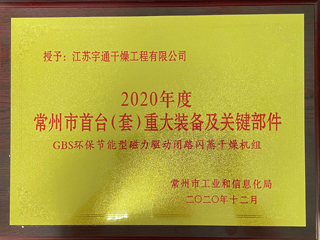 授予：江苏宇通干燥工程有限公司
2020年度
常州市首台(套)重大装备及关键部件
GBS环保节能型磁力驱动闭路闪蒸干燥机组
常州市工业和信息化局
二〇二〇年十二月